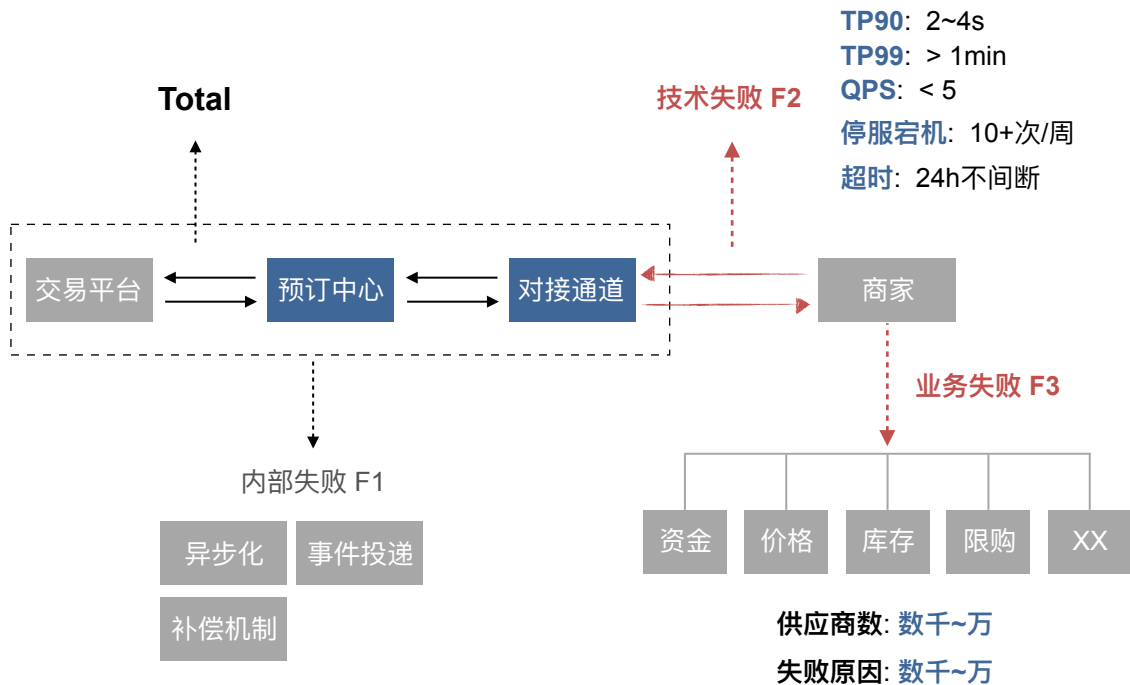 TP90: 2~4s
TP99: > 1min
QPS: < 5
停服宕机: 10+次/周
超时: 24h不间断
Total
技术失败 F2
交易平台
预订中心
对接通道
商家
业务失败 F3
内部失败 F1
异步化
事件投递
补偿机制
资金
价格
库存
限购
XX
供应商数: 数千~万
失败原因: 数千~万